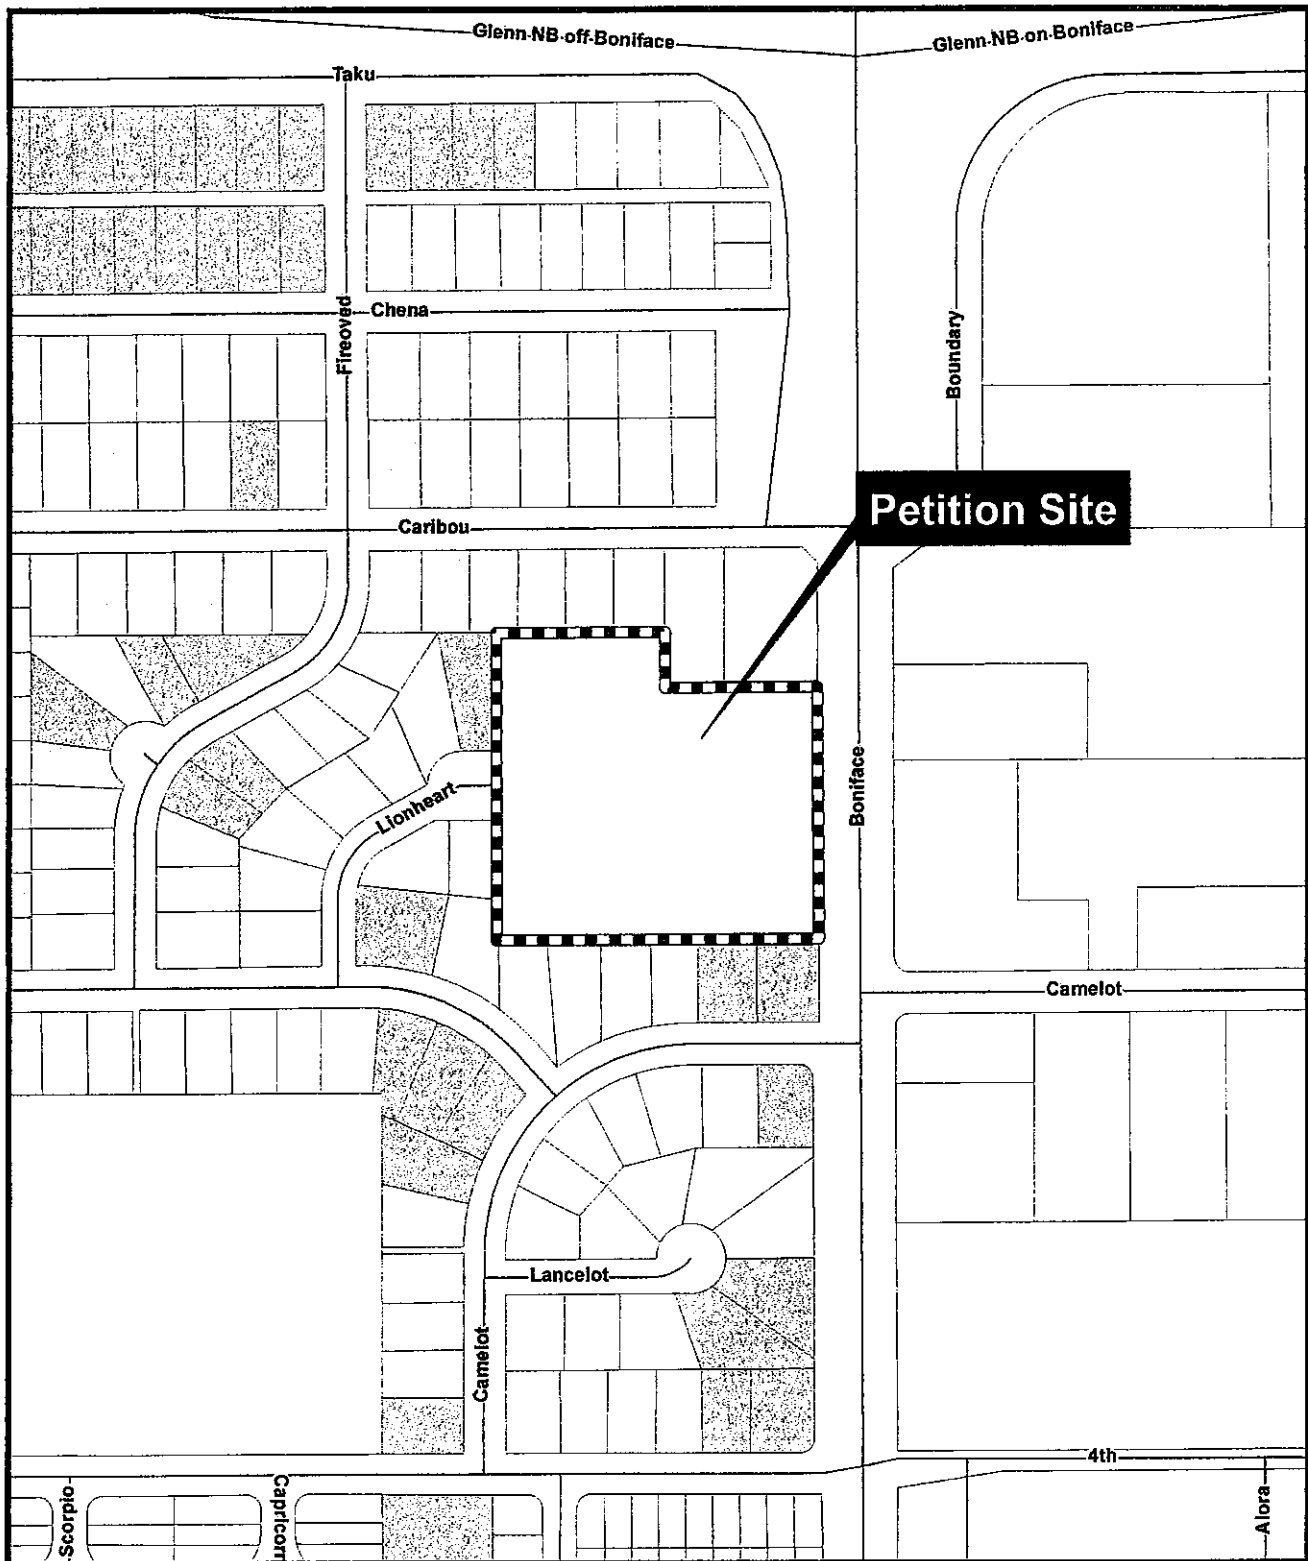 Glenn-NB-off-Boniface
Glenn-NB-on-Boniface
Taku
Fireoved
Chena
Boundary
Petition Site
Caribou
Boniface
Lionheart
Camelot
Lancelot
Camelot
4th
Scorpio
Capricorn
Alora